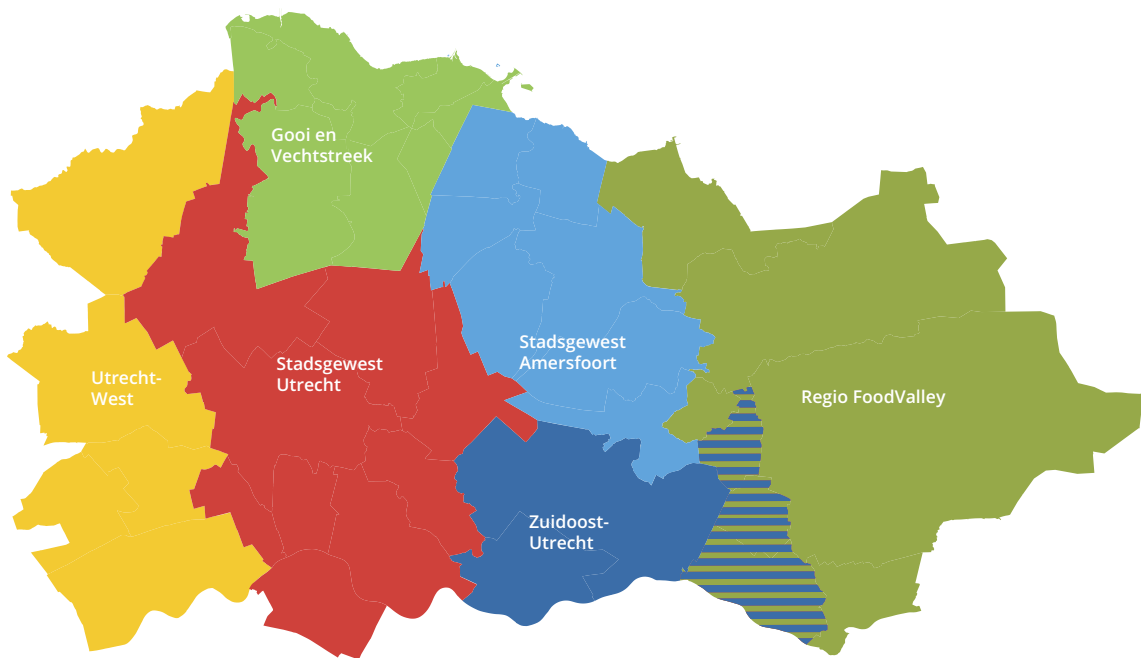 Gooi en
Vechtstreek
Stadsgewest
Amersfoort
Stadsgewest
Utrecht
Utrecht-
West
Regio FoodValley
Zuidoost-
Utrecht